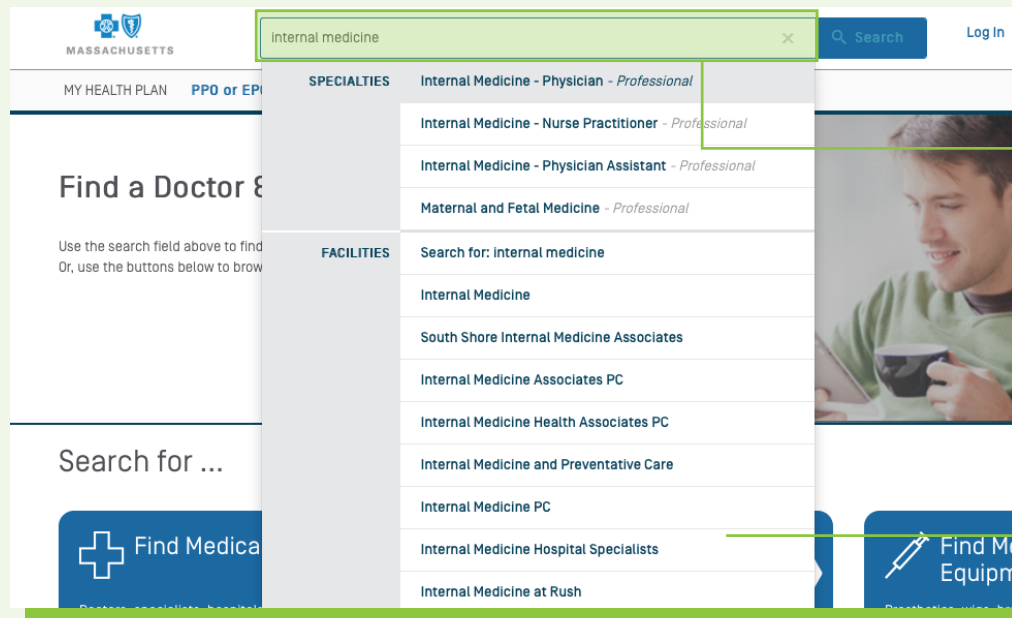 MASSACHUSETTS
internal medicine
Search
Log In
MY HEALTH PLAN PPO or EP
SPECIALTIES
Internal Medicine - Physician - Professional
Internal Medicine - Nurse Practitioner - Professional
Internal Medicine - Physician Assistant - Professional
Maternal and Fetal Medicine - Professional
FACILITIES
Search for: internal medicine
Internal Medicine
South Shore Internal Medicine Associates
Internal Medicine Associates PC
Internal Medicine Health Associates PC
Internal Medicine and Preventative Care
Internal Medicine PC
Internal Medicine Hospital Specialists
Internal Medicine at Rush
Find a Doctor &
Use the search field above to find
Or, use the buttons below to brow
Search for ...
Find Medica
Find Me
Equipm